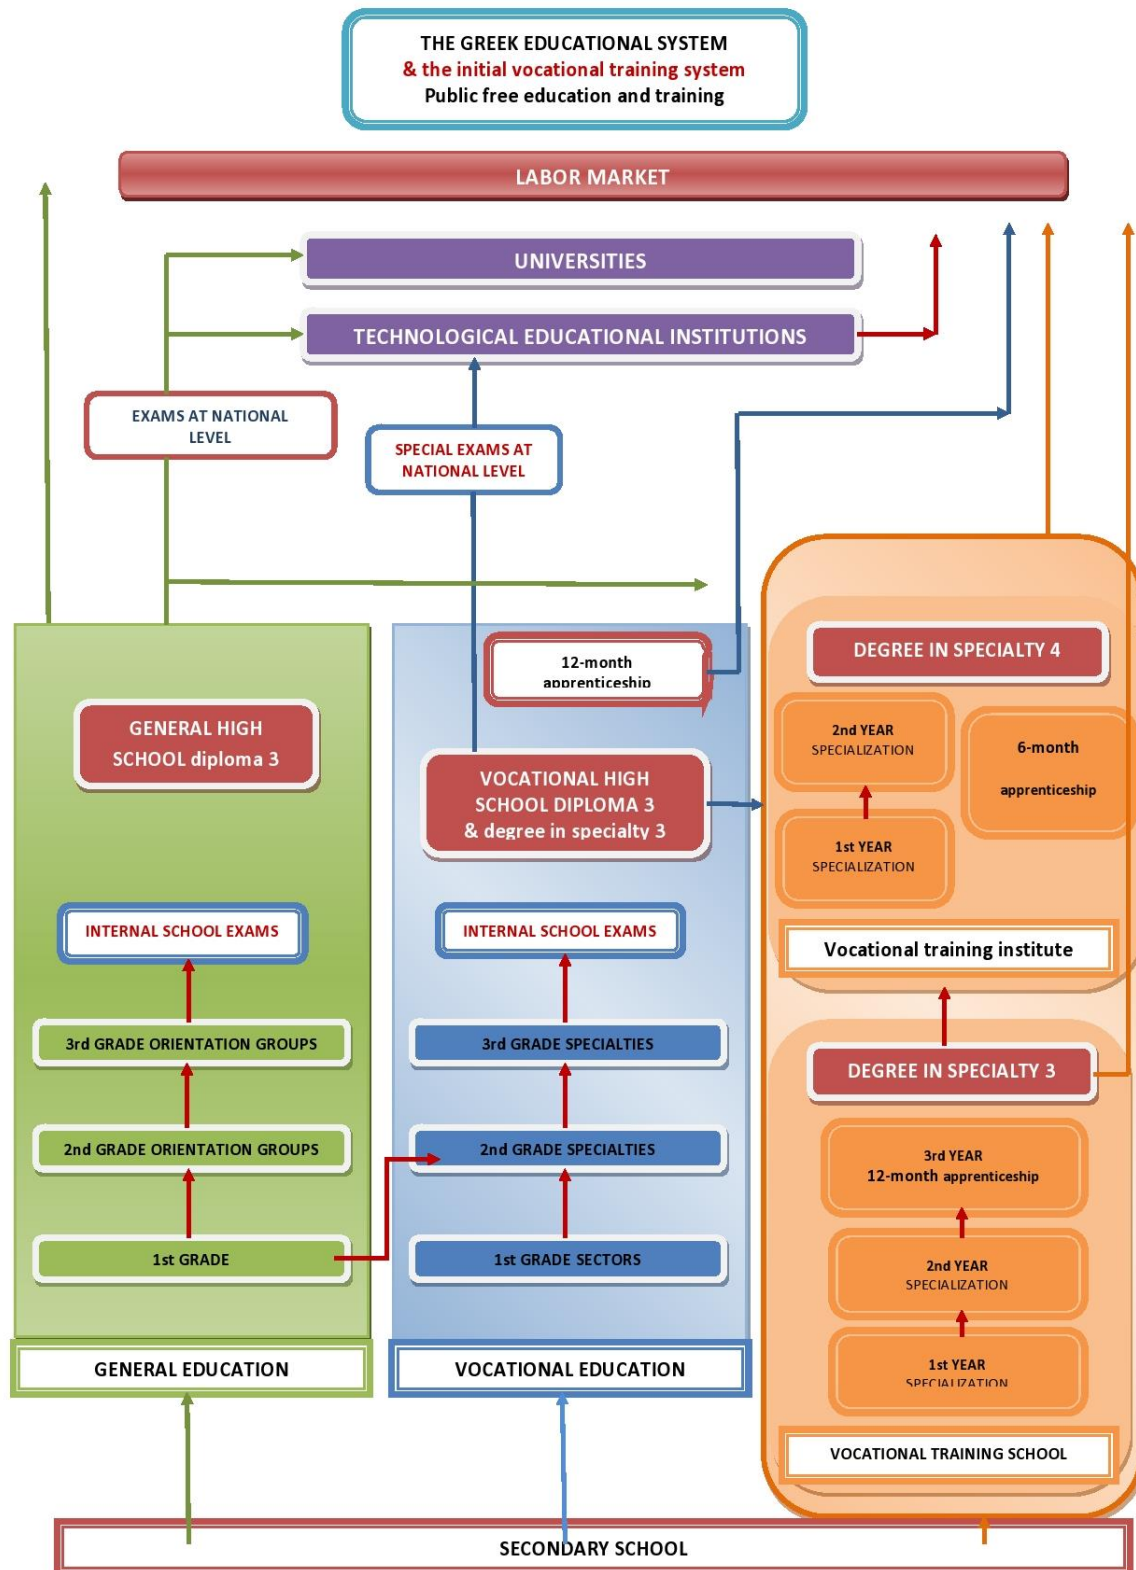 THE GREEK EDUCATIONAL SYSTEM
& the initial vocational training system
Public free education and training
LABOR MARKET
UNIVERSITIES
TECHNOLOGICAL EDUCATIONAL INSTITUTIONS
EXAMS AT NATIONAL
LEVEL
SPECIAL EXAMS AT
NATIONAL LEVEL
GENERAL HIGH
SCHOOL diploma 3
INTERNAL SCHOOL EXAMS
3rd GRADE ORIENTATION GROUPS
2nd GRADE ORIENTATION GROUPS
1st GRADE
GENERAL EDUCATION
12-month
apprenticeship
VOCATIONAL HIGH
SCHOOL DIPLOMA 3
& degree in specialty 3
INTERNAL SCHOOL EXAMS
3rd GRADE SPECIALTIES
2nd GRADE SPECIALTIES
1st GRADE SECTORS
VOCATIONAL EDUCATION
DEGREE IN SPECIALTY 4
2nd YEAR
SPECIALIZATION
6-month
apprenticeship
1st YEAR
SPECIALIZATION
Vocational training institute
DEGREE IN SPECIALTY 3
3rd YEAR
12-month apprenticeship
2nd YEAR
SPECIALIZATION
1st YEAR
SPECIALIZATION
VOCATIONAL TRAINING SCHOOL
SECONDARY SCHOOL